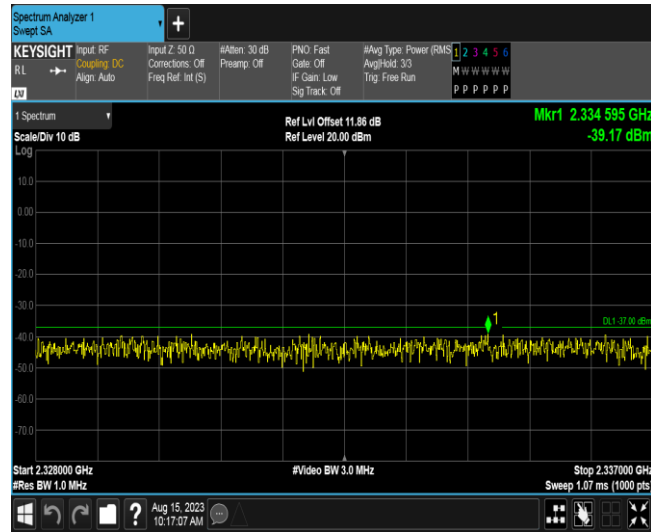 Spectrum Analyzer 1
Swept SA
+
KEYSIGHT Input: RF Input Z: 50 Ω #Atten: 30 dB PNO: Fast #Avg Type: Power (RMS 1 2 3 4 5 6
RL Coupling: DC Corrections: Off Preamp: Off Gate: Off Avg|Hold: 3/3 M W W W W W
Align: Auto Freq Ref: Int (S) IF Gain: Low Trig: Free Run
LXI Sig Track: Off P P P P P P
1 Spectrum Ref Lvl Offset 11.86 dB Mkr1 2.334 595 GHz
Scale/Div 10 dB Ref Level 20.00 dBm -39.17 dBm
Log
10.0
0.00
-10.0
-20.0
-30.0
1
DL1 -37.00 dBm
-40.0
-50.0
-60.0
-70.0
Start 2.328000 GHz #Video BW 3.0 MHz Stop 2.337000 GHz
#Res BW 1.0 MHz Sweep 1.07 ms (1000 pts)
? Aug 15, 2023
10:17:07 AM